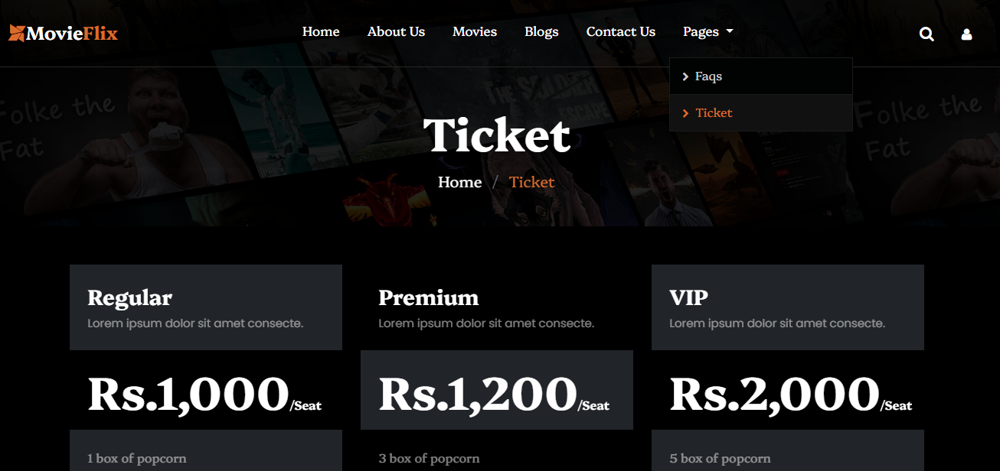 MovieFlix
Home About Us Movies Blogs Contact Us Pages
Faqs
Ticket
Folke the
Fat
THE SOLDIER
ESCAPE
Folke the
Fat
Ticket
Home / Ticket
Regular
Lorem ipsum dolor sit amet consecte.
Premium
Lorem ipsum dolor sit amet consecte.
VIP
Lorem ipsum dolor sit amet consecte.
Rs.1,000/Seat
Rs.1,200/Seat
Rs.2,000/Seat
1 box of popcorn
3 box of popcorn
5 box of popcorn